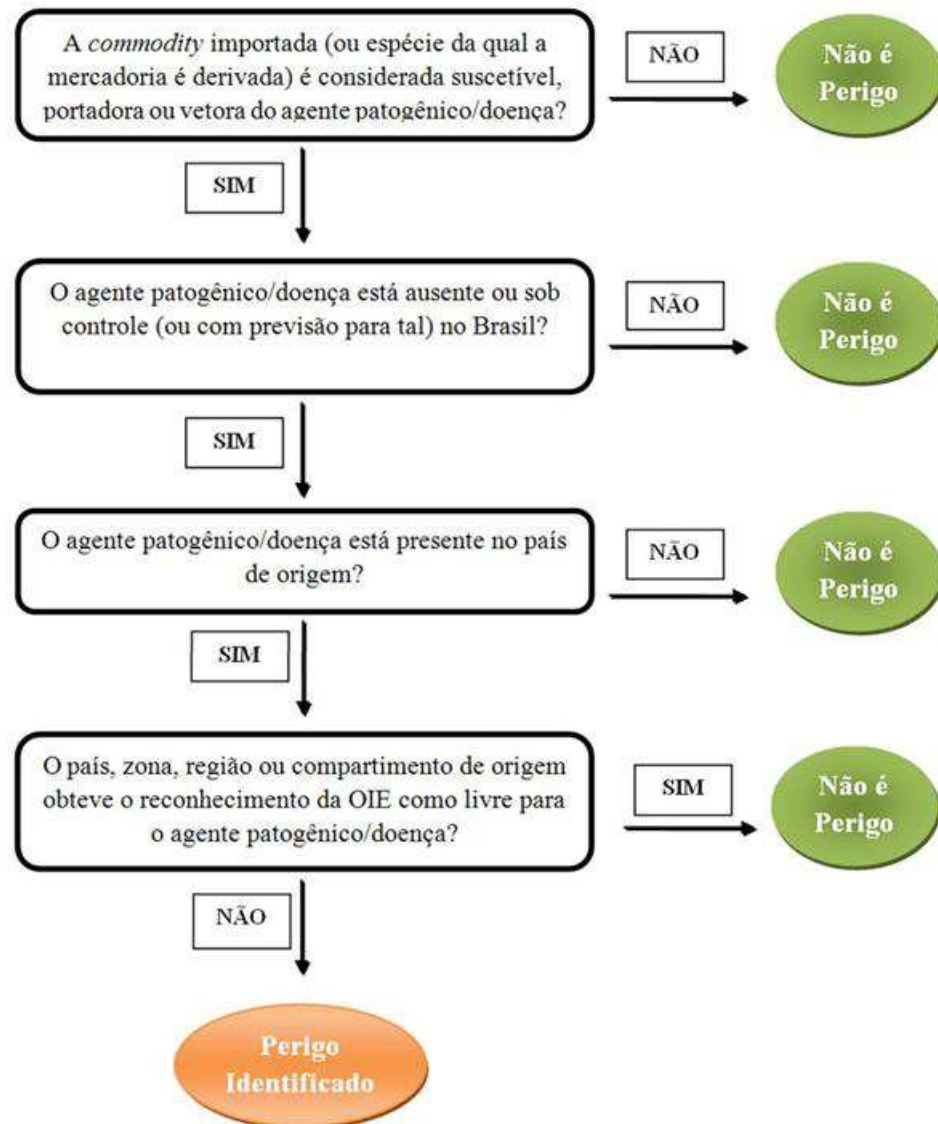 A commodity importada (ou espécie da qual a
mercadoria é derivada) é considerada suscetível,
portadora ou vetora do agente patogênico/doença?
NÃO
Não é
Perigo
SIM
O agente patogênico/doença está ausente ou sob
controle (ou com previsão para tal) no Brasil?
NÃO
Não é
Perigo
SIM
O agente patogênico/doença está presente no país
de origem?
NÃO
Não é
Perigo
SIM
O país, zona, região ou compartimento de origem
obteve o reconhecimento da OIE como livre para
o agente patogênico/doença?
SIM
Não é
Perigo
NÃO
Perigo
Identificado